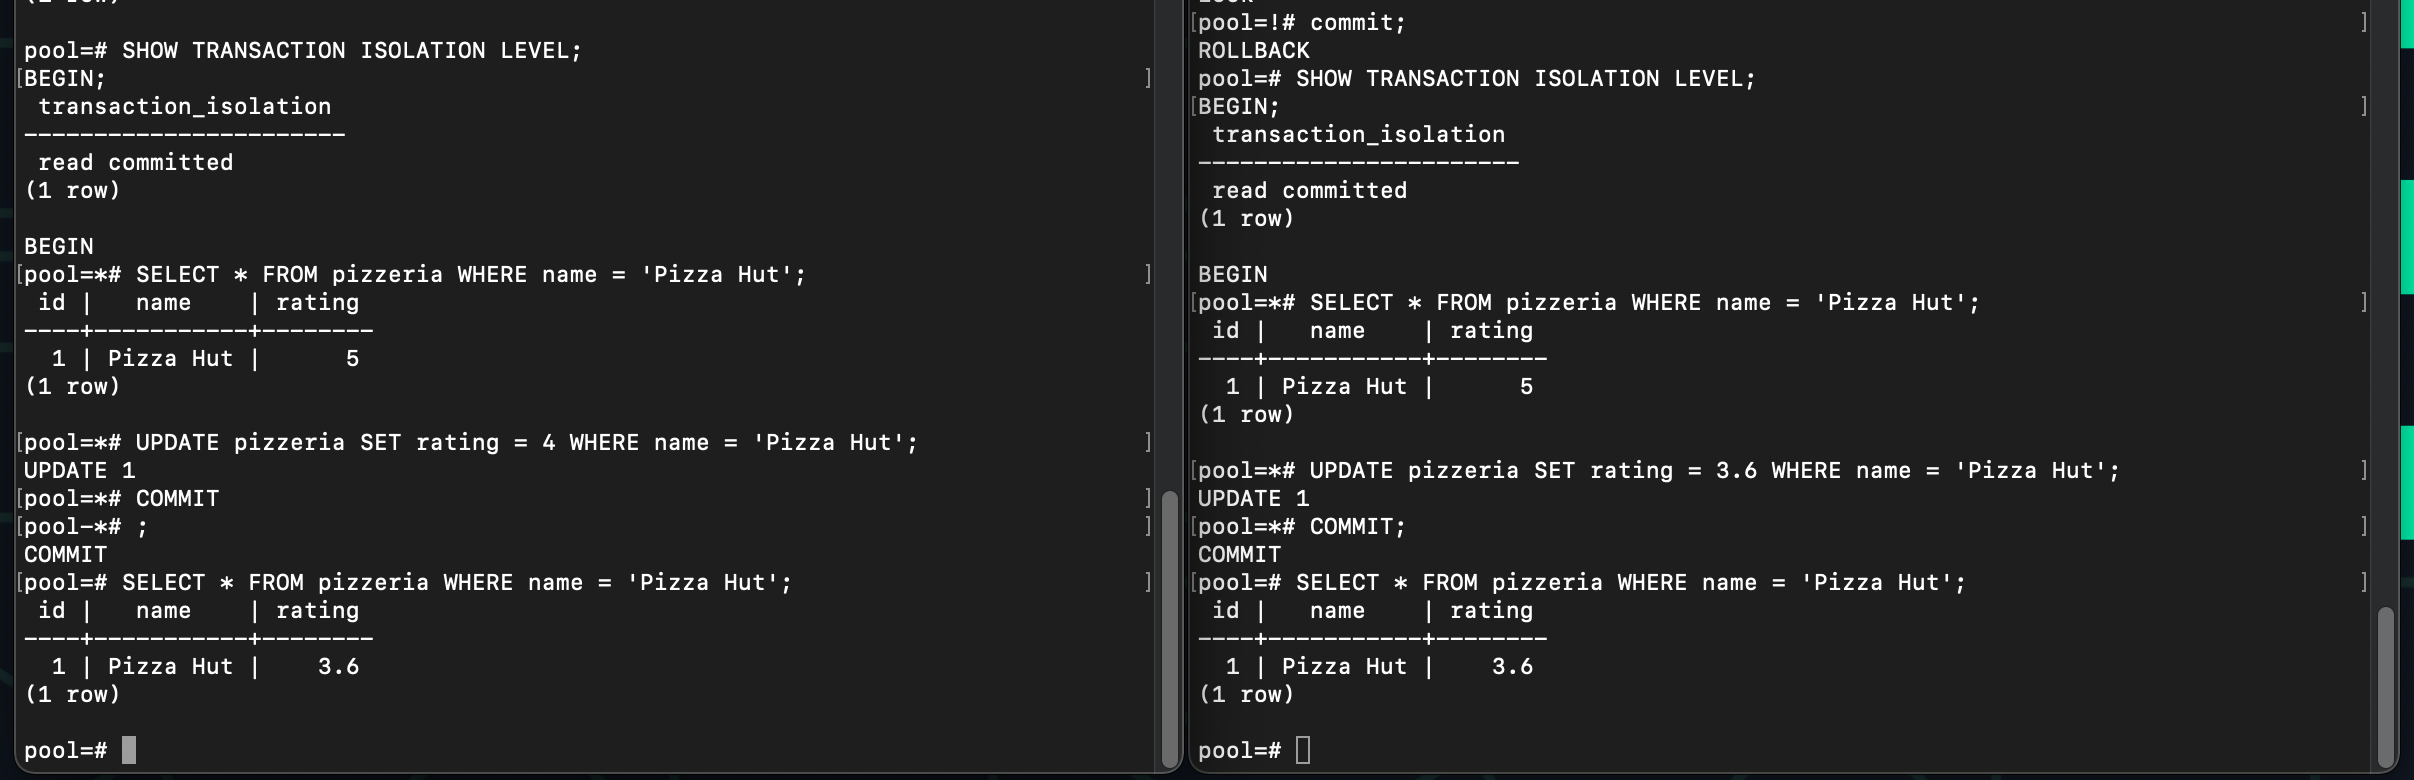 pool=# SHOW TRANSACTION ISOLATION LEVEL;
[BEGIN; ]
 transaction_isolation
-----------------------
 read committed
(1 row)

BEGIN
[pool=*# SELECT * FROM pizzeria WHERE name = 'Pizza Hut'; ]
 id |   name    | rating
----+-----------+--------
  1 | Pizza Hut |      5
(1 row)

[pool=*# UPDATE pizzeria SET rating = 4 WHERE name = 'Pizza Hut'; ]
UPDATE 1
[pool=*# COMMIT ]
[pool-*# ; ]
COMMIT
[pool=# SELECT * FROM pizzeria WHERE name = 'Pizza Hut'; ]
 id |   name    | rating
----+-----------+--------
  1 | Pizza Hut |    3.6
(1 row)

pool=#
[pool=!# commit; ]
ROLLBACK
pool=# SHOW TRANSACTION ISOLATION LEVEL;
[BEGIN; ]
 transaction_isolation
-----------------------
 read committed
(1 row)

BEGIN
[pool=*# SELECT * FROM pizzeria WHERE name = 'Pizza Hut'; ]
 id |   name    | rating
----+-----------+--------
  1 | Pizza Hut |      5
(1 row)

[pool=*# UPDATE pizzeria SET rating = 3.6 WHERE name = 'Pizza Hut'; ]
UPDATE 1
[pool=*# COMMIT; ]
COMMIT
[pool=# SELECT * FROM pizzeria WHERE name = 'Pizza Hut'; ]
 id |   name    | rating
----+-----------+--------
  1 | Pizza Hut |    3.6
(1 row)

pool=#